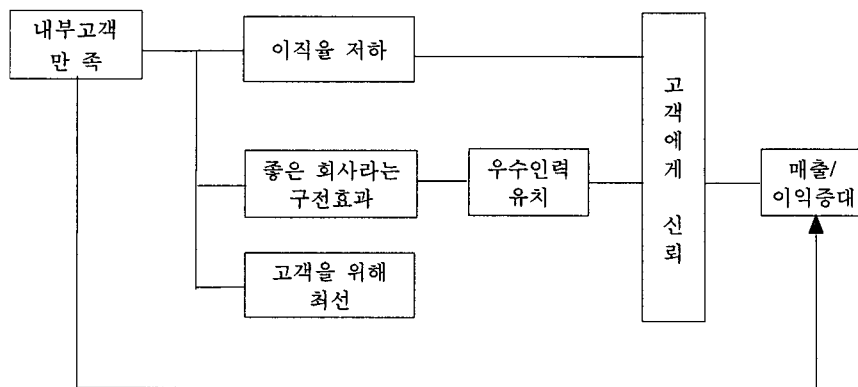 내부고객
만 족
이직율 저하
좋은 회사라는
구전효과
고객을 위해
최선
우수인력
유치
고객에게 신뢰
매출/
이익증대